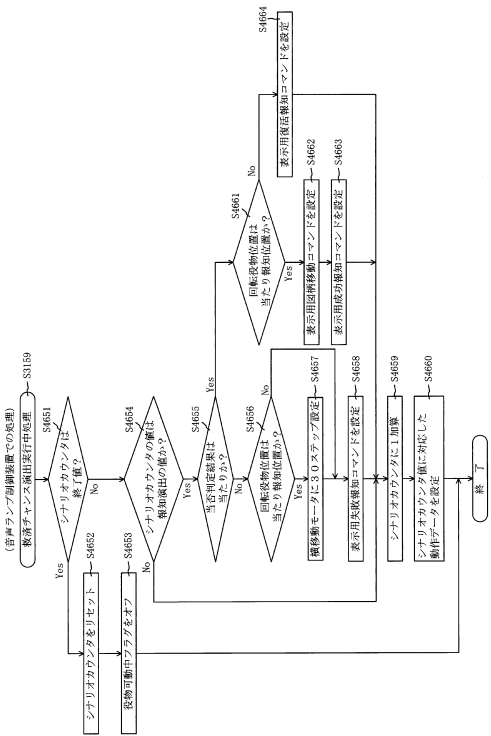 (音声ランプ制御装置での処理)
救済チャンス演出実行中処理
S3159
シナリオカウンタは
終了値?
S4651
Yes
No
シナリオカウンタをリセット
S4652
役物可動中フラグをオフ
S4653
シナリオカウンタの値は
報知演出の値か?
S4654
No
Yes
当否判定結果は
当たりか?
S4655
Yes
No
回転役物位置は
当たり報知位置か?
S4656
No
Yes
横移動モータに30ステップ設定
S4657
表示用失敗報知コマンドを設定
S4658
シナリオカウンタに1加算
S4659
シナリオカウンタ値に対応した
動作データを設定
S4660
回転役物位置は
当たり報知位置か?
S4661
No
Yes
表示用図柄移動コマンドを設定
S4662
表示用成功報知コマンドを設定
S4663
表示用復活報知コマンドを設定
S4664
終了